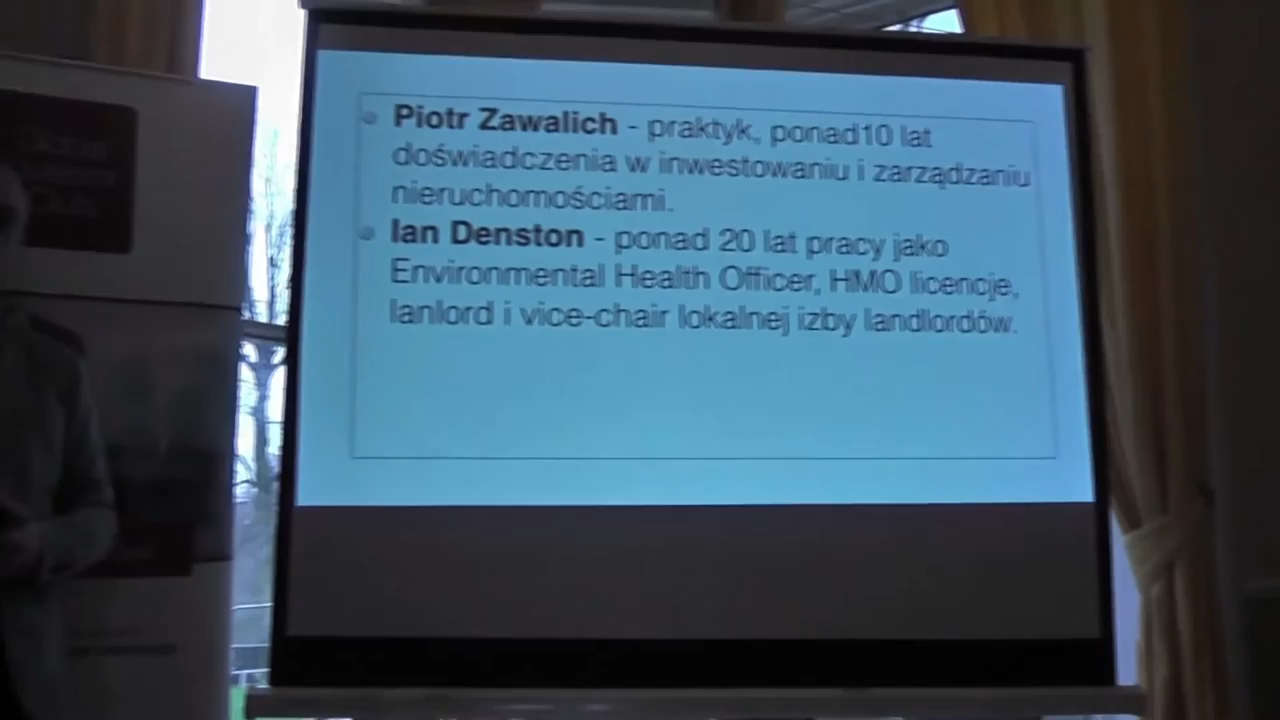 Piotr Zawalich - praktyk, ponad10 lat
doświadczenia w inwestowaniu i zarządzaniu
nieruchomościami.
Ian Denston - ponad 20 lat pracy jako
Environmental Health Officer, HMO licencje,
lanlord i vice-chair lokalnej izby landlordów.